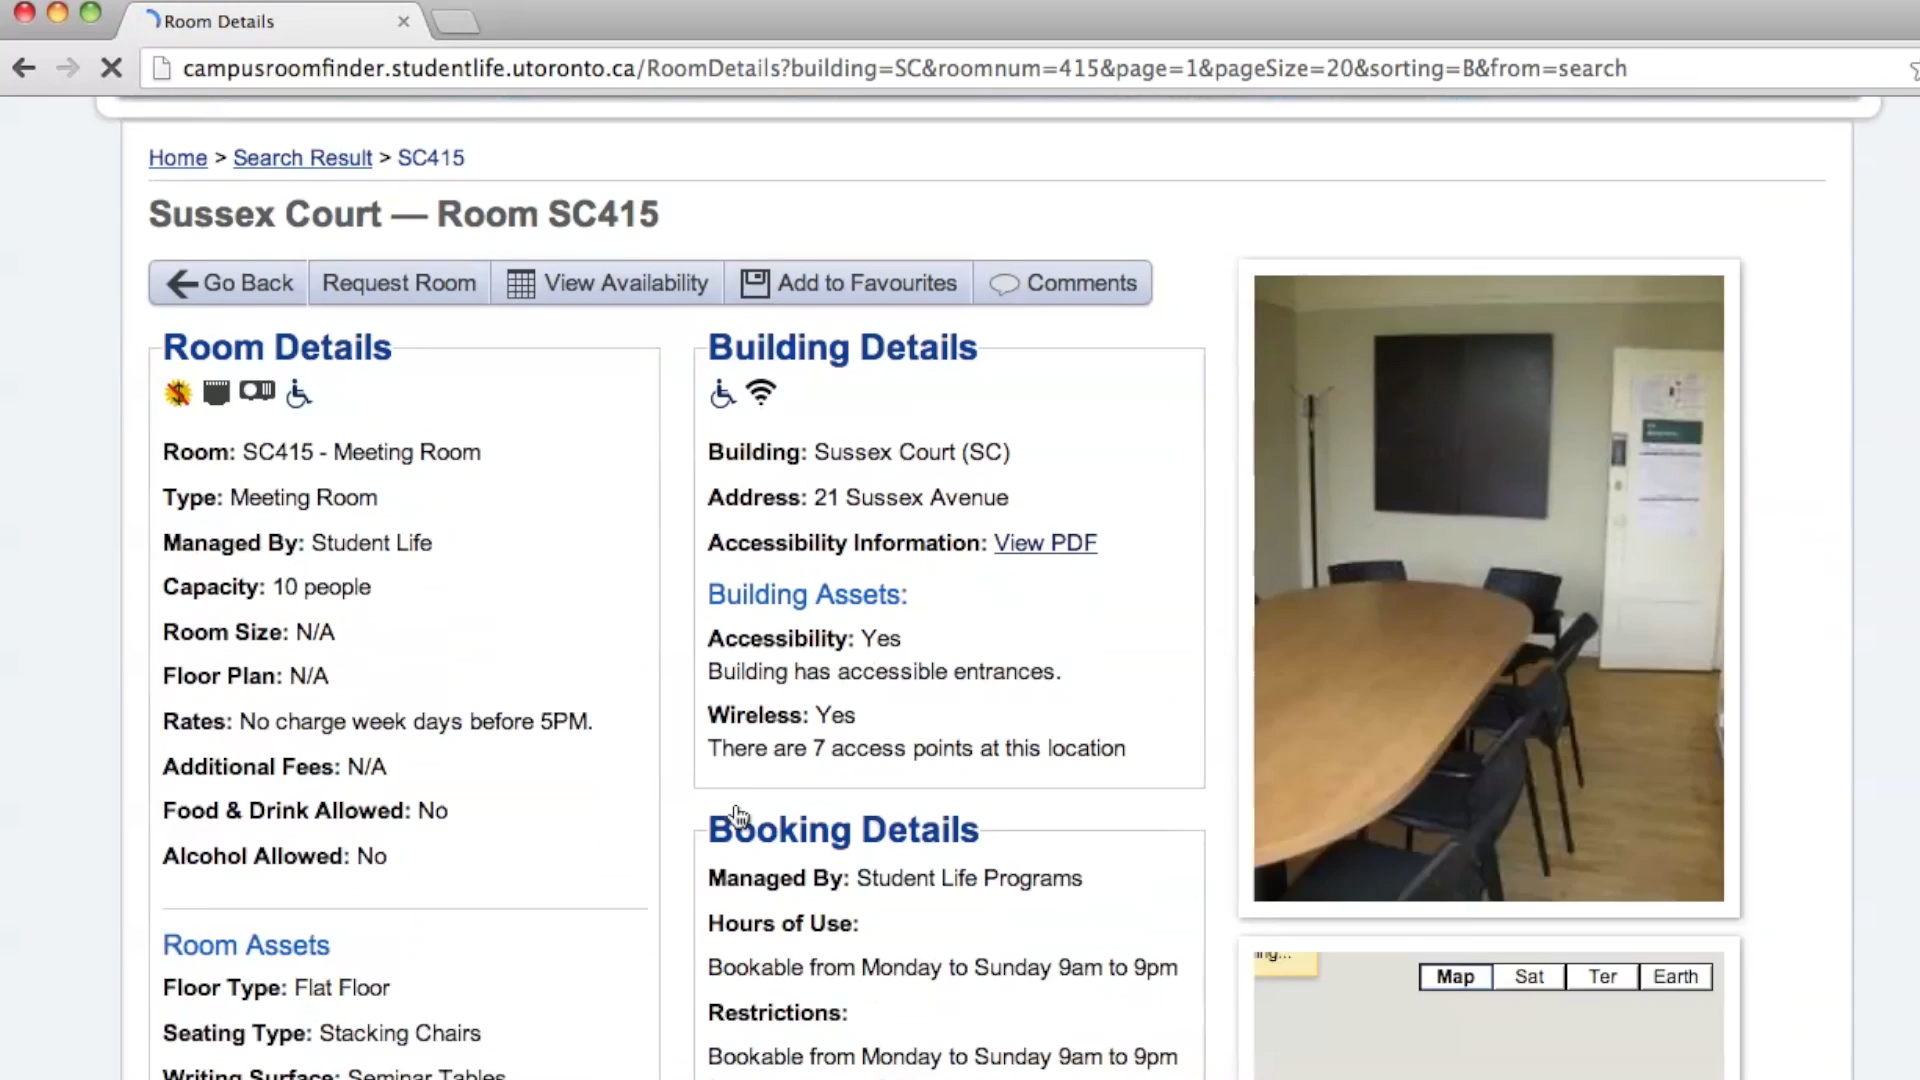 Room Details
campusroomfinder.studentlife.utoronto.ca/RoomDetails?building=SC&roomnum=415&page=1&pageSize=20&sorting=B&from=search
Home > Search Result > SC415
Sussex Court — Room SC415
Go Back
Request Room
View Availability
Add to Favourites
Comments
Room Details
Room: SC415 - Meeting Room
Type: Meeting Room
Managed By: Student Life
Capacity: 10 people
Room Size: N/A
Floor Plan: N/A
Rates: No charge week days before 5PM.
Additional Fees: N/A
Food & Drink Allowed: No
Alcohol Allowed: No
Room Assets
Floor Type: Flat Floor
Seating Type: Stacking Chairs
Writing Surface: Seminar Tables
Building Details
Building: Sussex Court (SC)
Address: 21 Sussex Avenue
Accessibility Information: View PDF
Building Assets:
Accessibility: Yes
Building has accessible entrances.
Wireless: Yes
There are 7 access points at this location
Booking Details
Managed By: Student Life Programs
Hours of Use:
Bookable from Monday to Sunday 9am to 9pm
Restrictions:
Bookable from Monday to Sunday 9am to 9pm
Map
Sat
Ter
Earth